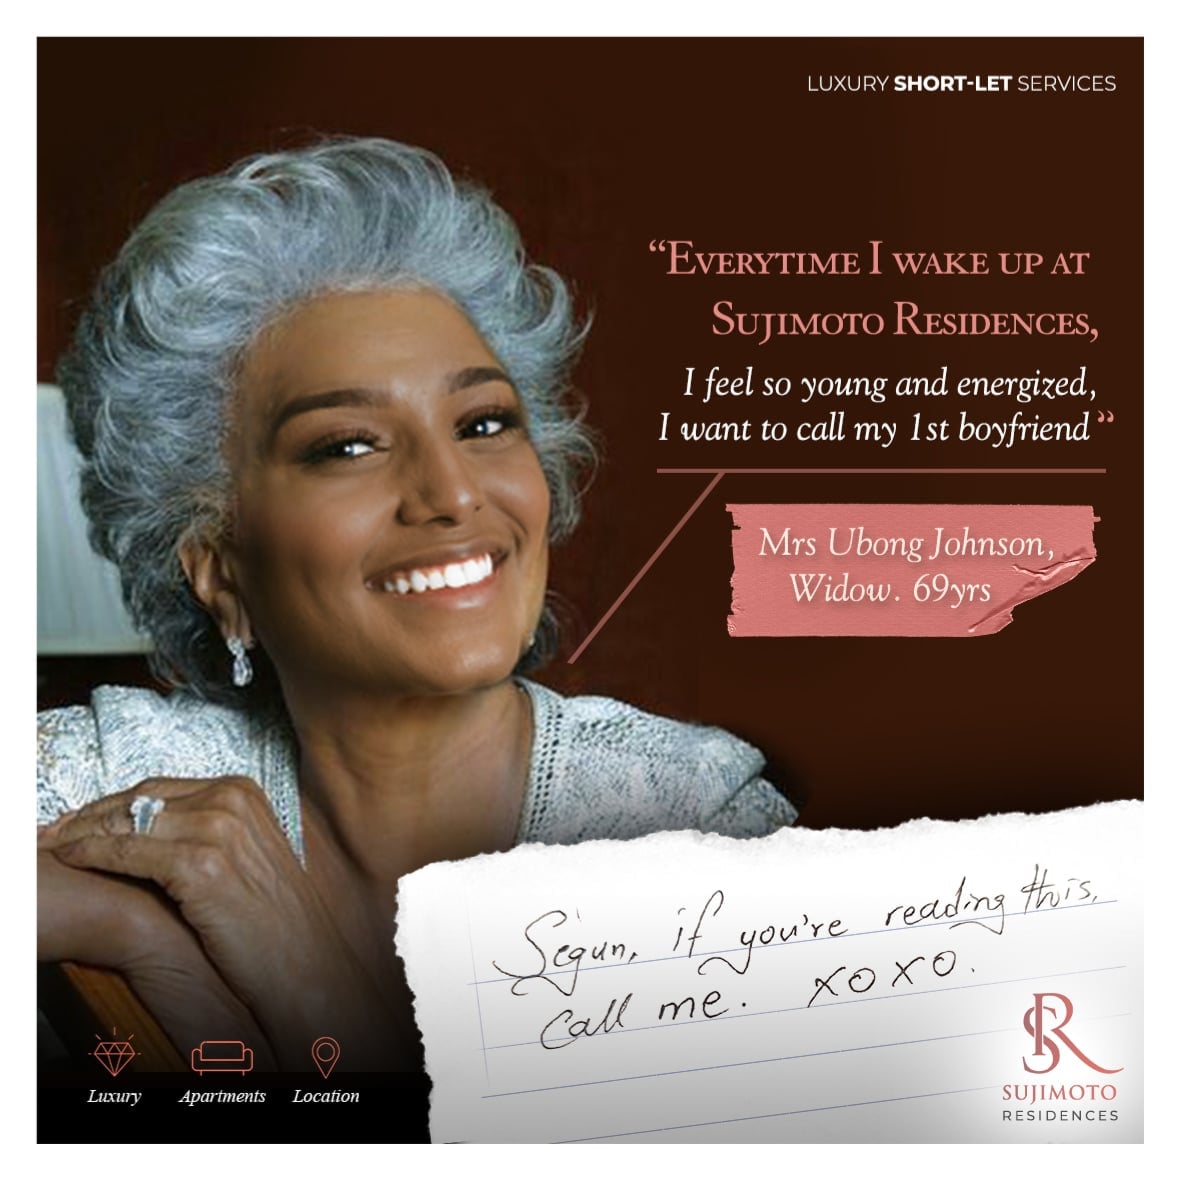 LUXURY SHORT-LET SERVICES
“EVERYTIME I WAKE UP AT
SUJIMOTO RESIDENCES,
I feel so young and energized,
I want to call my 1st boyfriend”
Mrs Ubong Johnson,
Widow. 69yrs
Segun, if you're reading this,
Call me. xoxo.
Luxury
Apartments
Location
SR
SUJIMOTO
RESIDENCES